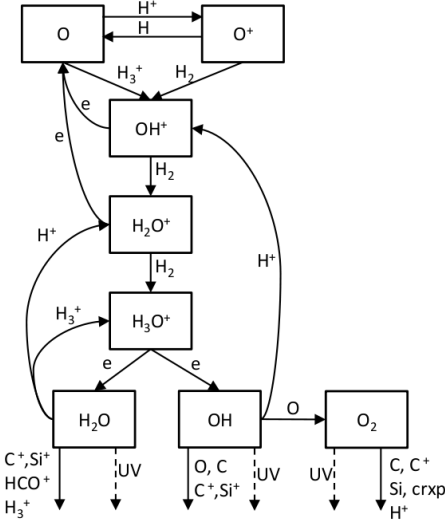 H⁺
O
H
O⁺
H₃⁺
H₂
e
OH⁺
e
H₂
H₂O⁺
H⁺
H₂
H⁺
H₃⁺
H₃O⁺
e
e
H₂O
OH
O
O₂
C⁺,Si⁺
HCO⁺
H₃⁺
UV
O, C
C⁺,Si⁺
UV
UV
C, C⁺
Si, crxp
H⁺